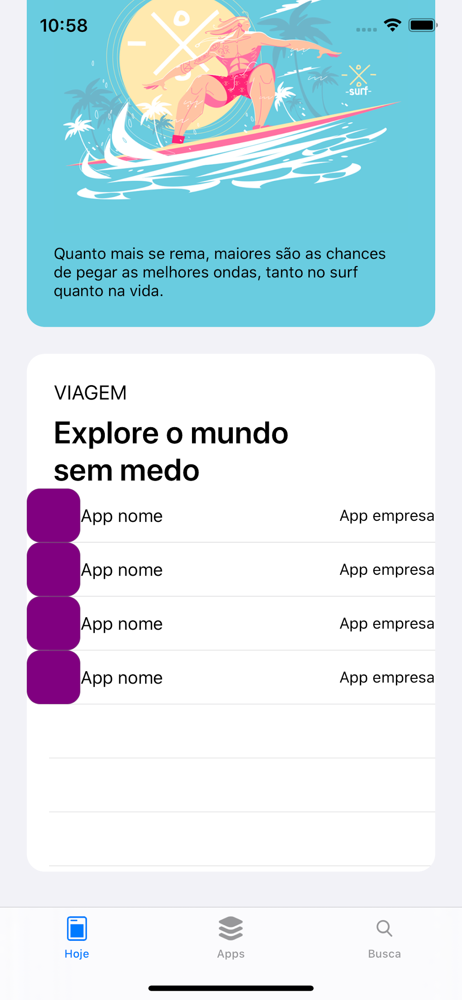 10:58
-surf-
Quanto mais se rema, maiores são as chances
de pegar as melhores ondas, tanto no surf
quanto na vida.
VIAGEM
Explore o mundo
sem medo
App nome
App empresa
App nome
App empresa
App nome
App empresa
App nome
App empresa
Hoje
Apps
Busca